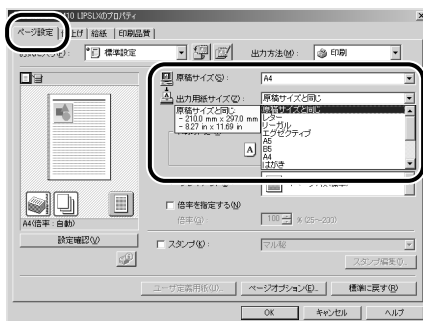 LIPSLXのプロパティ
ページ設定
給紙
印刷品質
標準設定
出力方法(M):
印刷
原稿サイズ(S):
A4
出力用紙サイズ(Z):
原稿サイズと同じ
原稿サイズと同じ
- 210.0 mm x 297.0 mm
- 8.27 in x 11.69 in
原稿サイズと同じ
レター
リーガル
エグゼクティブ
A5
B5
A4
はがき
A
倍率を指定する(N)
倍率(Q)
100
% (25~200)
A4(倍率:自動)
設定確認(V)
スタンプ(K):
マル秘
スタンプ編集(I)...
ユーザ定義用紙(U)...
ページオプション(E)...
標準に戻す(R)
OK
キャンセル
ヘルプ